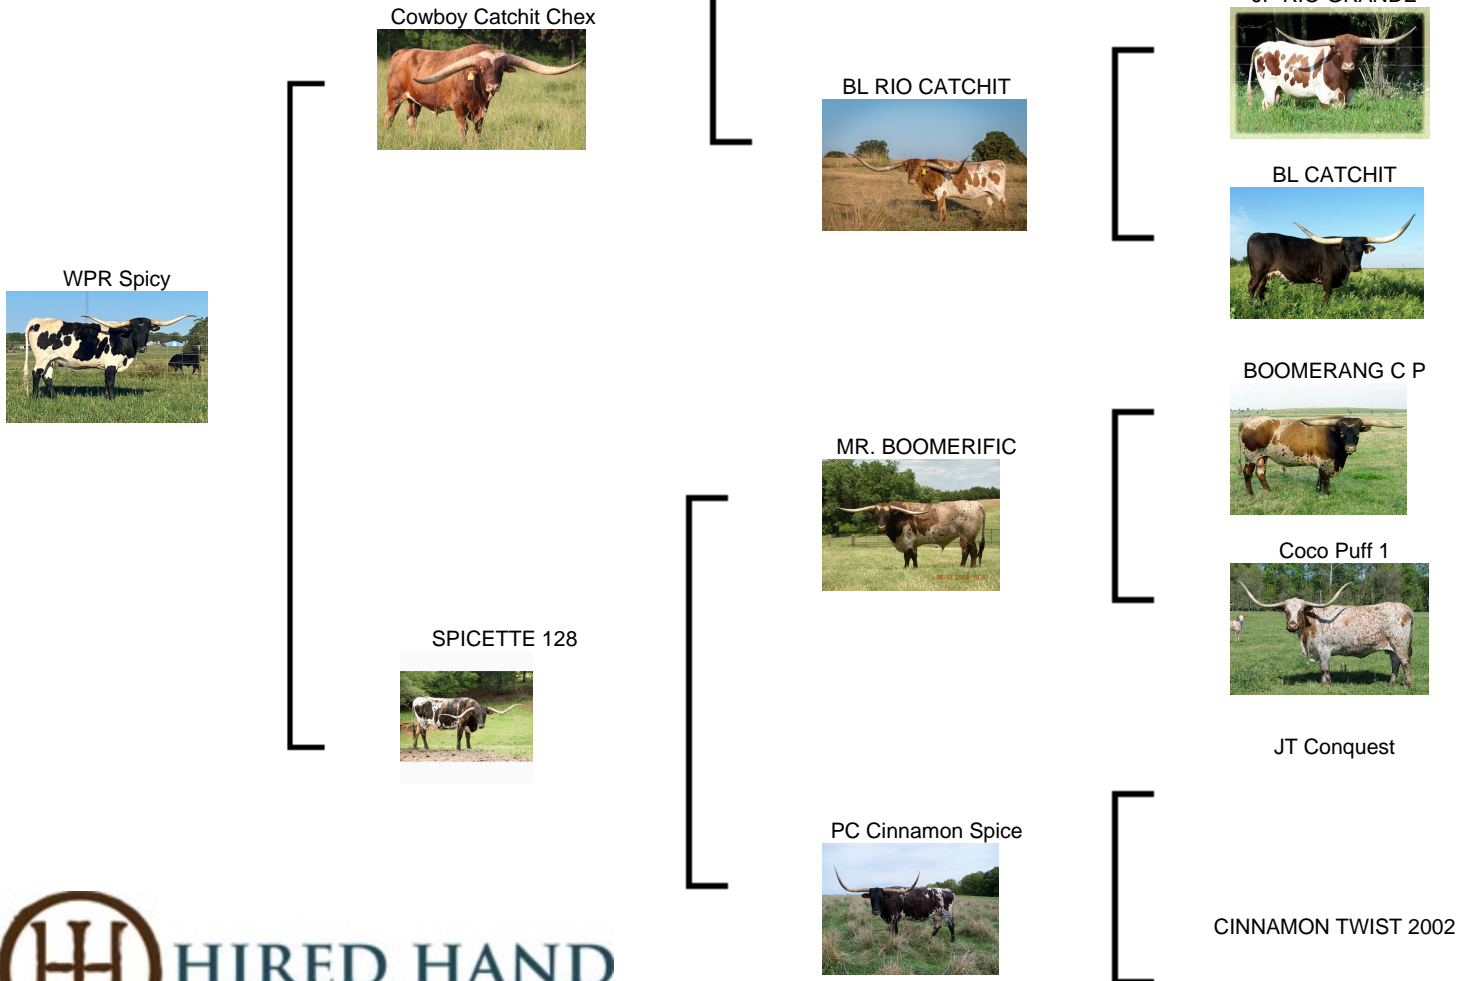 Cowboy Catchit Chex
BL RIO CATCHIT
BL CATCHIT
WPR Spicy
BOOMERANG C P
MR. BOOMERIFIC
Coco Puff 1
SPICETTE 128
JT Conquest
PC Cinnamon Spice
CINNAMON TWIST 2002
HIRED HAND